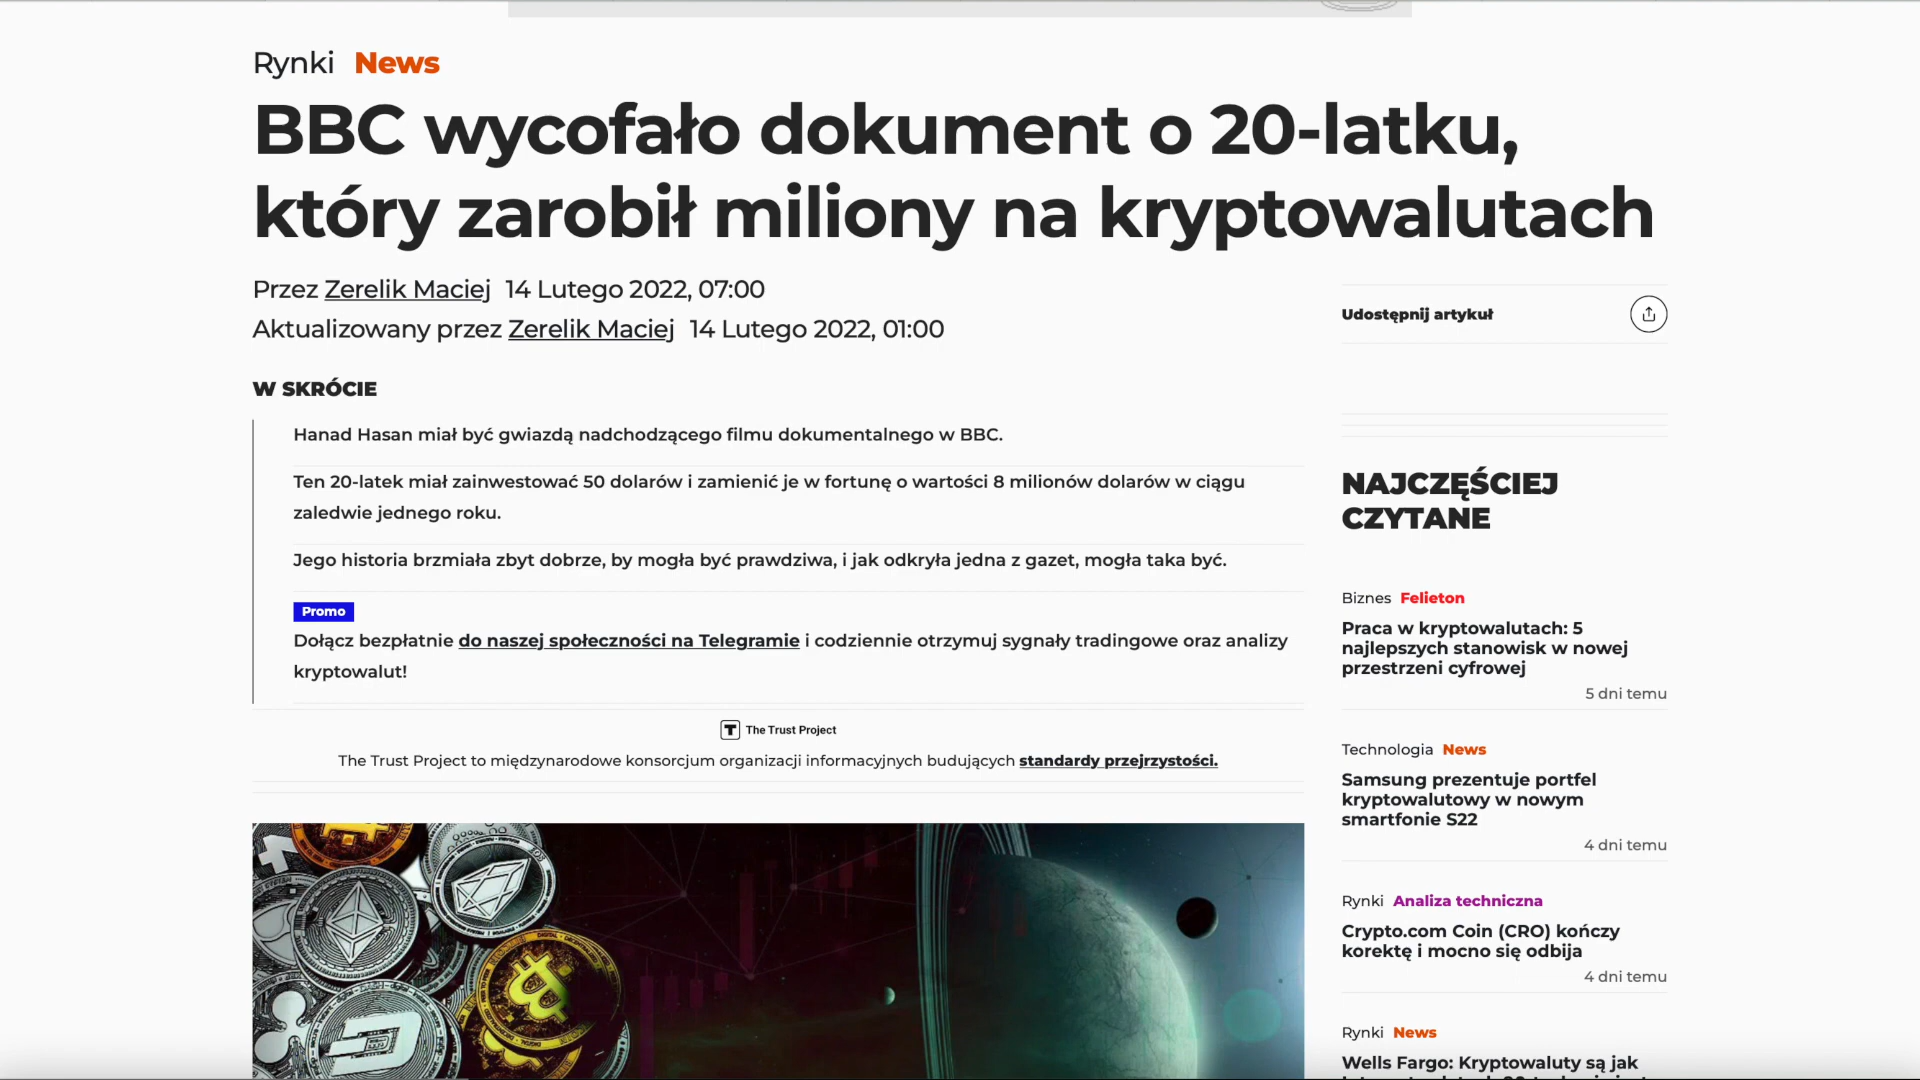 Rynki News
BBC wycofało dokument o 20-latku,
który zarobił miliony na kryptowalutach
Przez Zerelik Maciej 14 Lutego 2022, 07:00
Aktualizowany przez Zerelik Maciej 14 Lutego 2022, 01:00
W SKRÓCIE
Hanad Hasan miał być gwiazdą nadchodzącego filmu dokumentalnego w BBC.
Ten 20-latek miał zainwestować 50 dolarów i zamienić je w fortunę o wartości 8 milionów dolarów w ciągu
zaledwie jednego roku.
Jego historia brzmiała zbyt dobrze, by mogła być prawdziwa, i jak odkryła jedna z gazet, mogła taka być.
Promo
Dołącz bezpłatnie do naszej społeczności na Telegramie i codziennie otrzymuj sygnały tradingowe oraz analizy
kryptowalut!
The Trust Project
The Trust Project to międzynarodowe konsorcjum organizacji informacyjnych budujących standardy przejrzystości.
Udostępnij artykuł
NAJCZĘŚCIEJ
CZYTANE
Biznes Felieton
Praca w kryptowalutach: 5
najlepszych stanowisk w nowej
przestrzeni cyfrowej
5 dni temu
Technologia News
Samsung prezentuje portfel
kryptowalutowy w nowym
smartfonie S22
4 dni temu
Rynki Analiza techniczna
Crypto.com Coin (CRO) kończy
korektę i mocno się odbija
4 dni temu
Rynki News
Wells Fargo: Kryptowaluty są jak